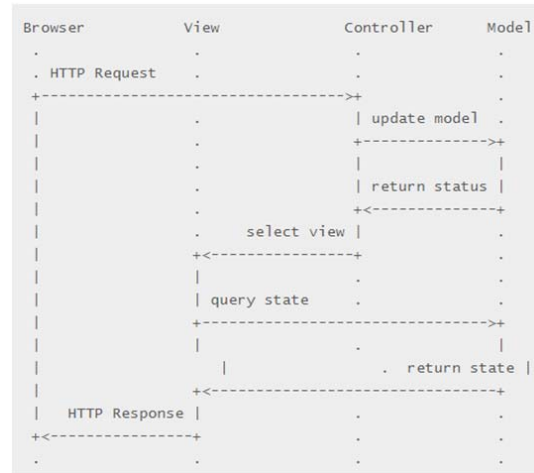 Browser View Controller Model
. . . .
. HTTP Request . . .
+----------------------------------->+ .
| . | update model .
| . +-------------->+
| . | |
| . | return status |
| . +<--------------+
| . select view | .
| +<----------------+ .
| | . .
| | query state . .
| +-------------------------------->+
| | . |
| | . return state |
| +<--------------------------------+
| HTTP Response | . .
+<-----------------+ . .
. . . .